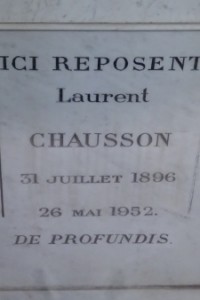 ICI REPOSENT
Laurent
CHAUSSON
31 JUILLET 1896
26 MAI 1952.
DE PROFUNDIS.